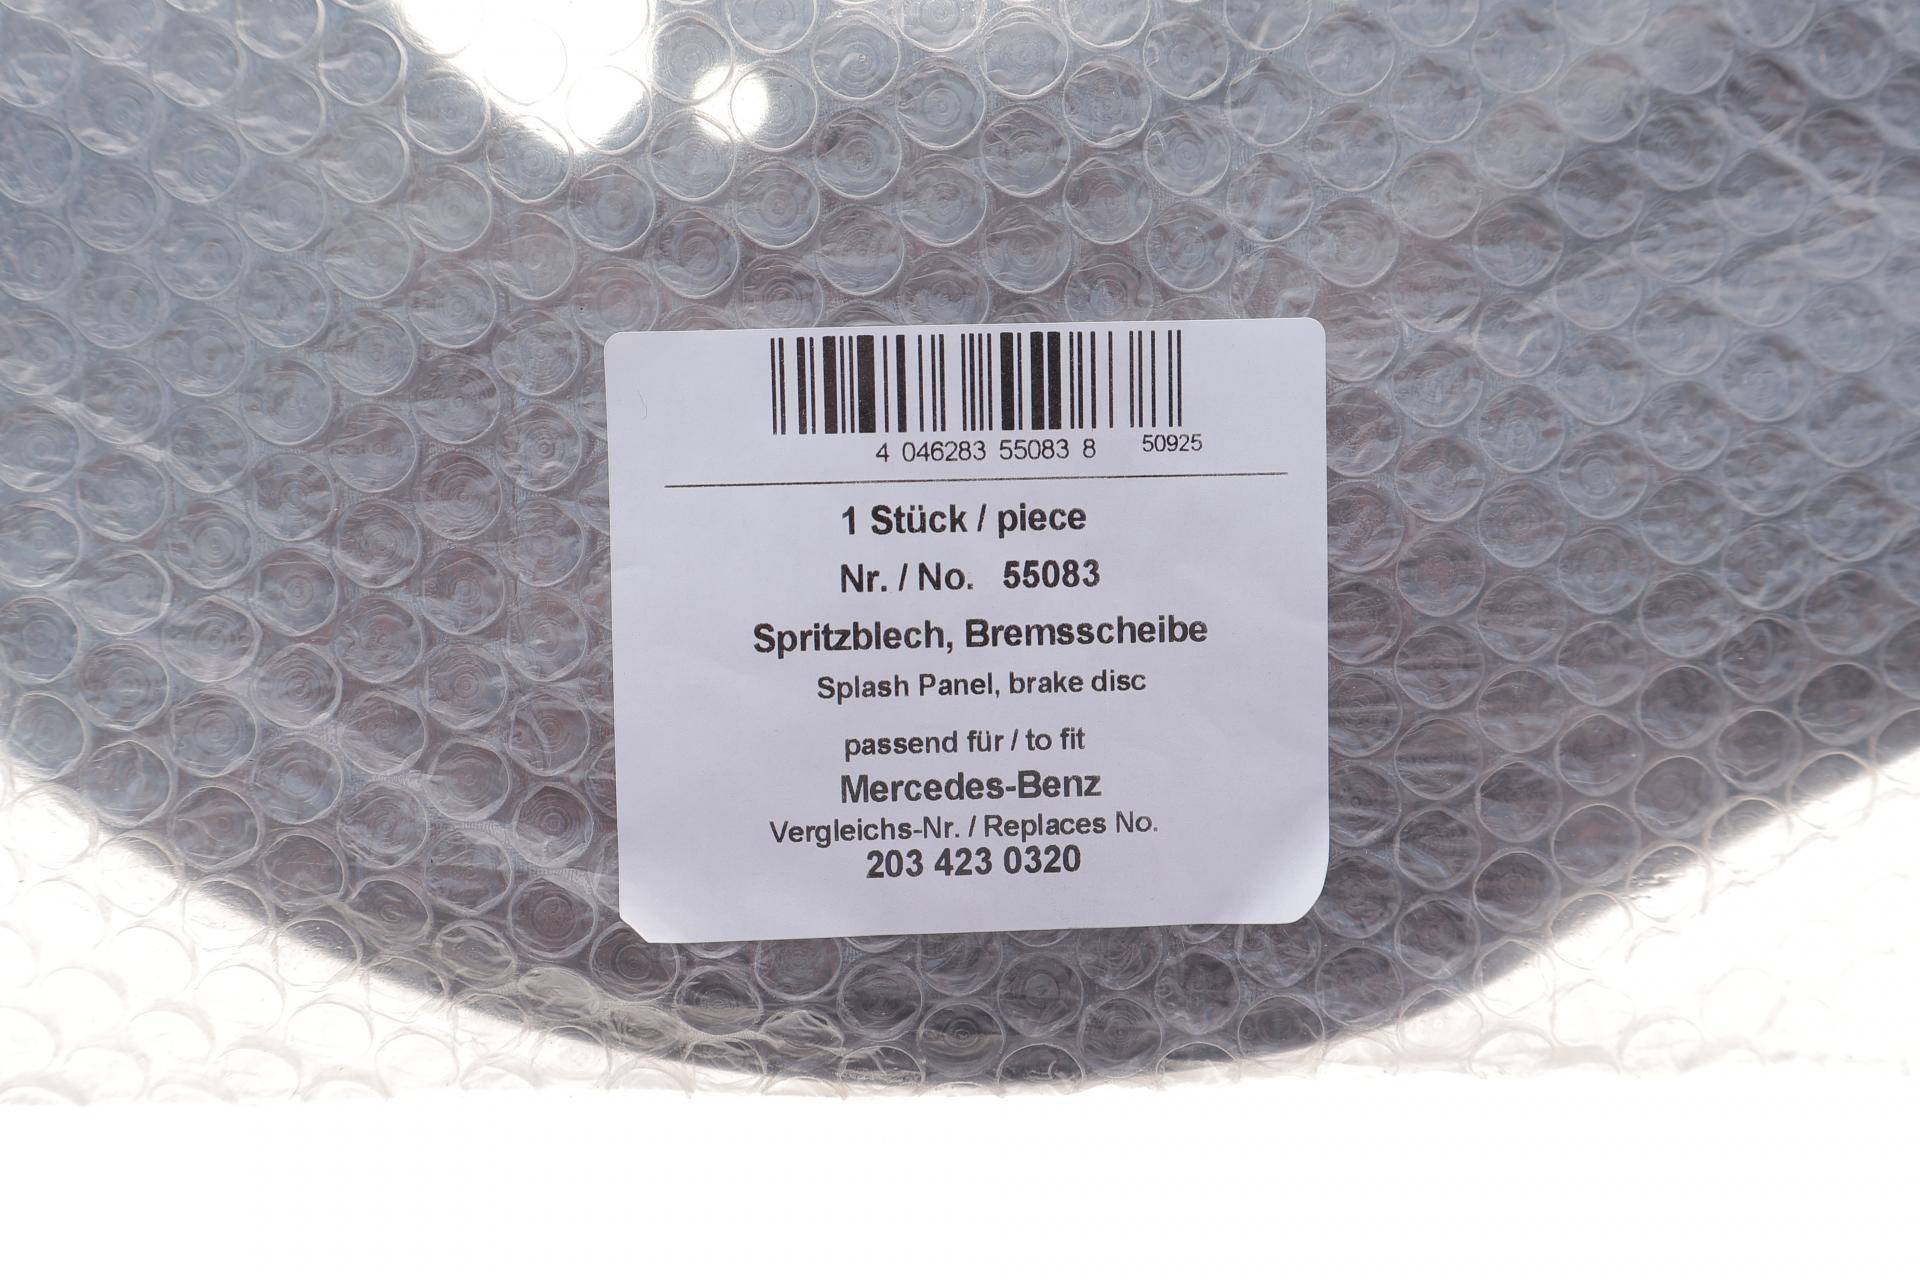 4 046283 55083 8 50925
1 Stück / piece
Nr. / No. 55083
Spritzblech, Bremsscheibe
Splash Panel, brake disc
passend für / to fit
Mercedes-Benz
Vergleichs-Nr. / Replaces No.
203 423 0320